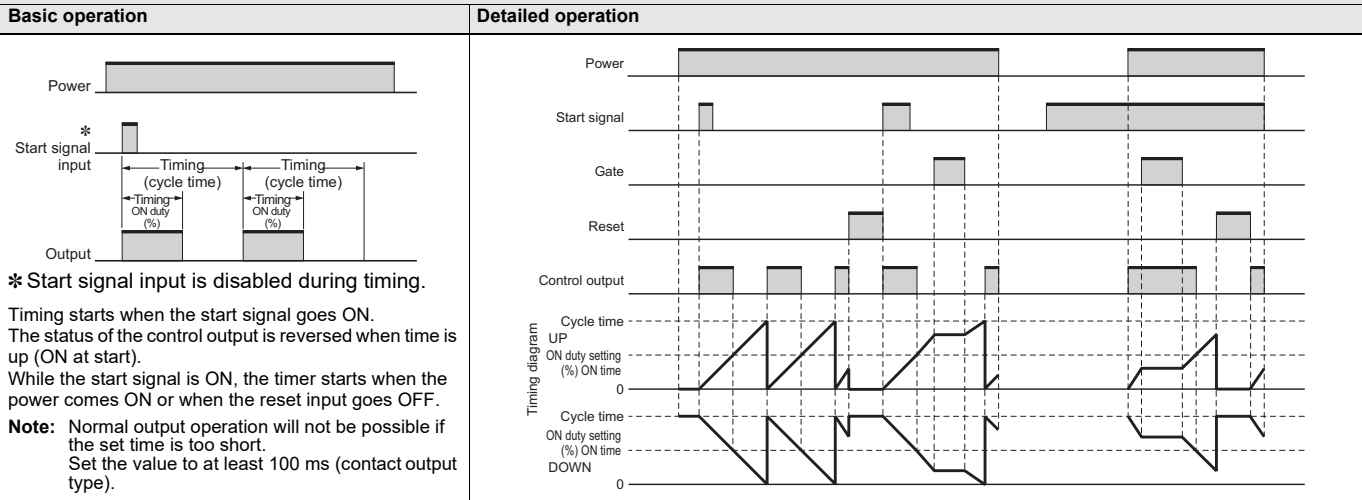 Basic operation
Power
✽
Start signal
input
Timing
(cycle time)
Timing
(cycle time)
Timing
ON duty
(%)
Timing
ON duty
(%)
Output
✽ Start signal input is disabled during timing.
Timing starts when the start signal goes ON.
The status of the control output is reversed when time is
up (ON at start).
While the start signal is ON, the timer starts when the
power comes ON or when the reset input goes OFF.
Note: Normal output operation will not be possible if
the set time is too short.
Set the value to at least 100 ms (contact output
type).
Detailed operation
Power
Start signal
Gate
Reset
Control output
Timing diagram
Cycle time
UP
ON duty setting
(%) ON time
0
Cycle time
ON duty setting
(%) ON time
DOWN
0